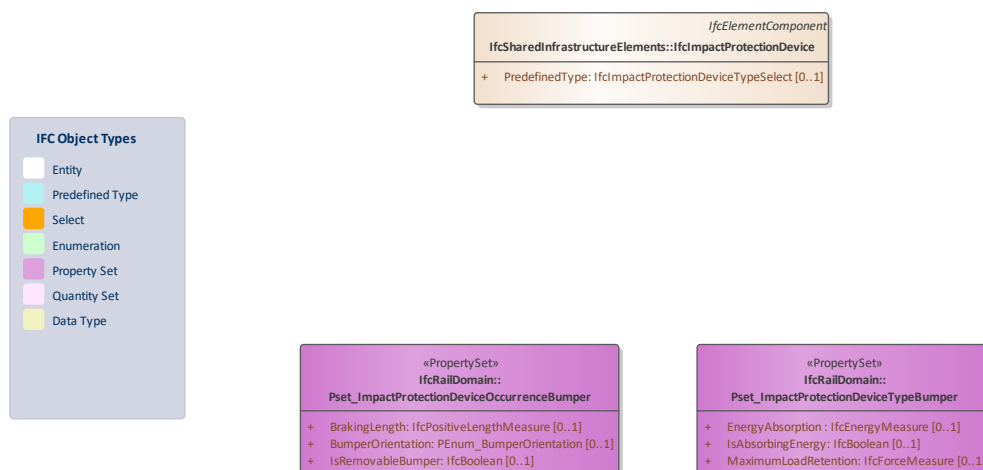 IfcElementComponent
IfcSharedInfrastructureElements::IfcImpactProtectionDevice
+ PredefinedType: IfcImpactProtectionDeviceTypeSelect [0..1]
IFC Object Types
Entity
Predefined Type
Select
Enumeration
Property Set
Quantity Set
Data Type
«PropertySet»
IfcRailDomain::
Pset_ImpactProtectionDeviceOccurrenceBumper
+ BrakingLength: IfcPositiveLengthMeasure [0..1]
+ BumperOrientation: PEnum_BumperOrientation [0..1]
+ IsRemovableBumper: IfcBoolean [0..1]
«PropertySet»
IfcRailDomain::
Pset_ImpactProtectionDeviceTypeBumper
+ EnergyAbsorption : IfcEnergyMeasure [0..1]
+ IsAbsorbingEnergy: IfcBoolean [0..1]
+ MaximumLoadRetention: IfcForceMeasure [0..1]